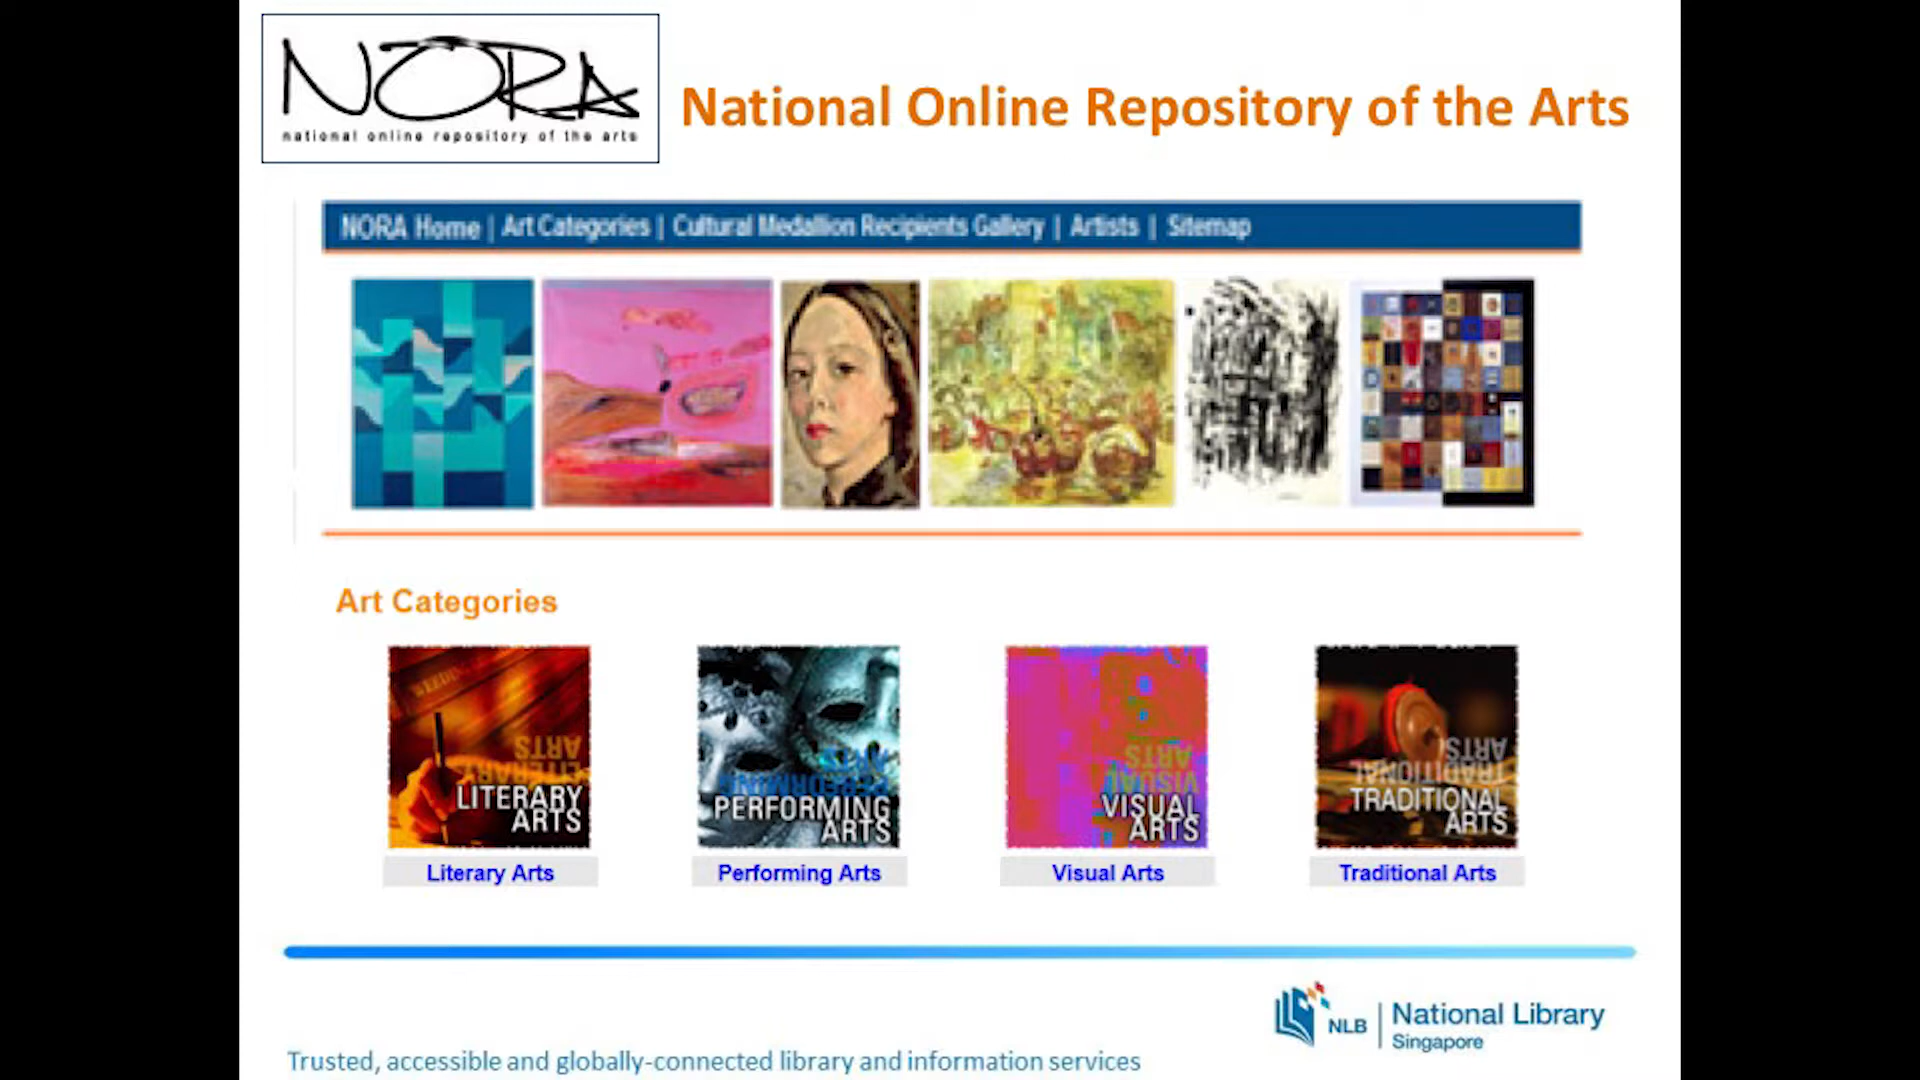 NORA
national online repository of the arts
National Online Repository of the Arts
NORA Home | Art Categories | Cultural Medallion Recipients Gallery | Artists | Sitemap
Art Categories
LITERARY
ARTS
PERFORMING
ARTS
VISUAL
ARTS
TRADITIONAL
ARTS
Literary Arts
Performing Arts
Visual Arts
Traditional Arts
NLB
National Library
Singapore
Trusted, accessible and globally-connected library and information services